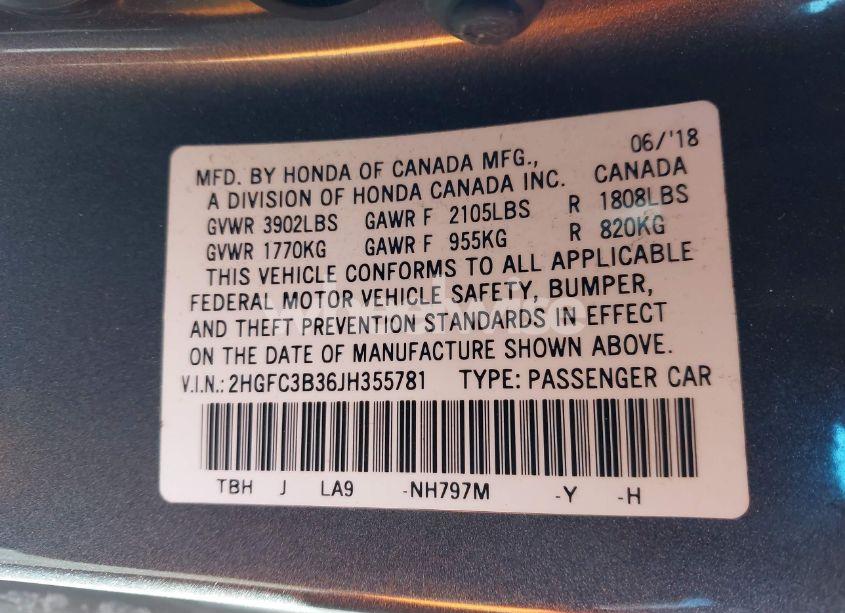 06/'18
MFD. BY HONDA OF CANADA MFG.,
A DIVISION OF HONDA CANADA INC. CANADA
GVWR 3902LBS GAWR F 2105LBS R 1808LBS
GVWR 1770KG GAWR F 955KG R 820KG
THIS VEHICLE CONFORMS TO ALL APPLICABLE
FEDERAL MOTOR VEHICLE SAFETY, BUMPER,
AND THEFT PREVENTION STANDARDS IN EFFECT
ON THE DATE OF MANUFACTURE SHOWN ABOVE.
V.I.N.: 2HGFC3B36JH355781 TYPE: PASSENGER CAR
TBH J LA9 -NH797M -Y -H